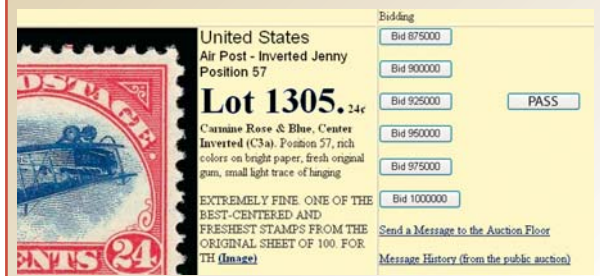 Bidding
United States
Air Post - Inverted Jenny
Position 57
Lot 1305. 24c
Carmine Rose & Blue, Center
Inverted (C3a). Position 57, rich
colors on bright paper, fresh original
gum, small light trace of hinging
EXTREMELY FINE. ONE OF THE
BEST-CENTERED AND
FRESHEST STAMPS FROM THE
ORIGINAL SHEET OF 100. FOR
TH (Image)
Bid 875000
Bid 900000
Bid 925000
PASS
Bid 950000
Bid 975000
Bid 1000000
Send a Message to the Auction Floor
Message History (from the public auction)
POSTAGE
ENTS 24